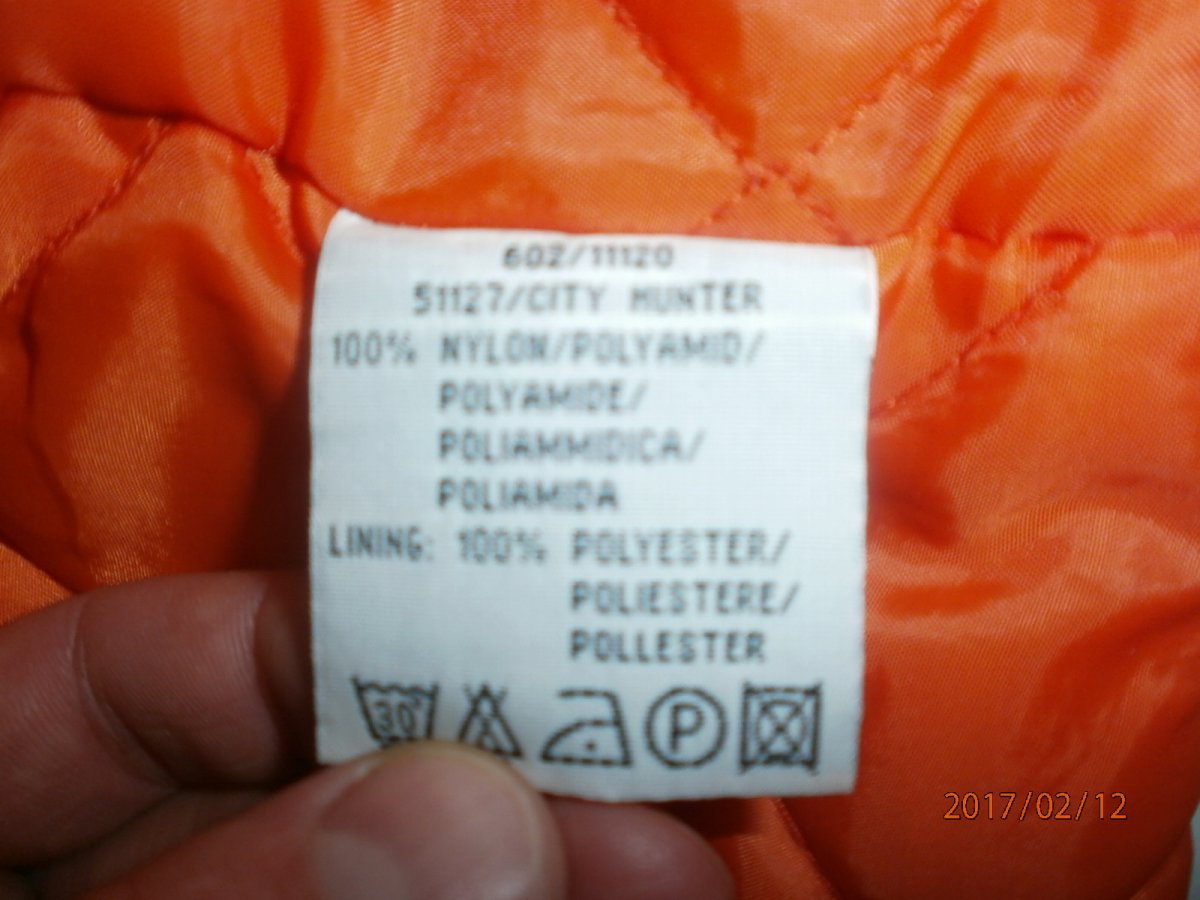 602/11120
51127/CITY HUNTER
100% NYLON/POLYAMID/
POLYAMIDE/
POLIAMMIDICA/
POLIAMIDA
LINING: 100% POLYESTER/
POLIESTERE/
POLLESTER
30°
P
2017/02/12